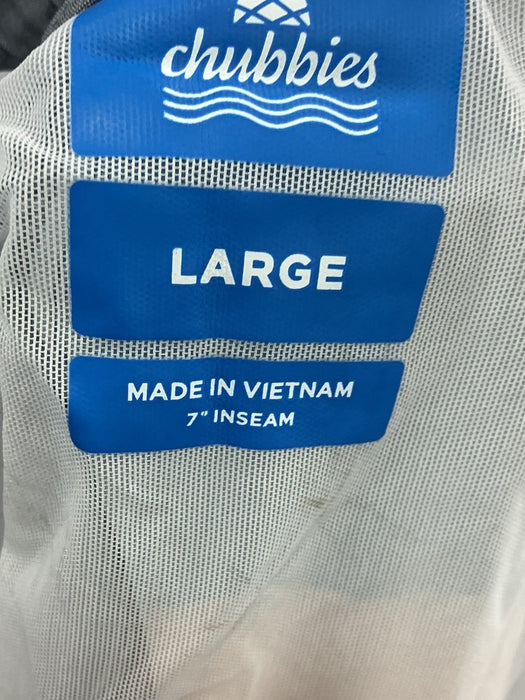 chubbies
LARGE
MADE IN VIETNAM
7" INSEAM